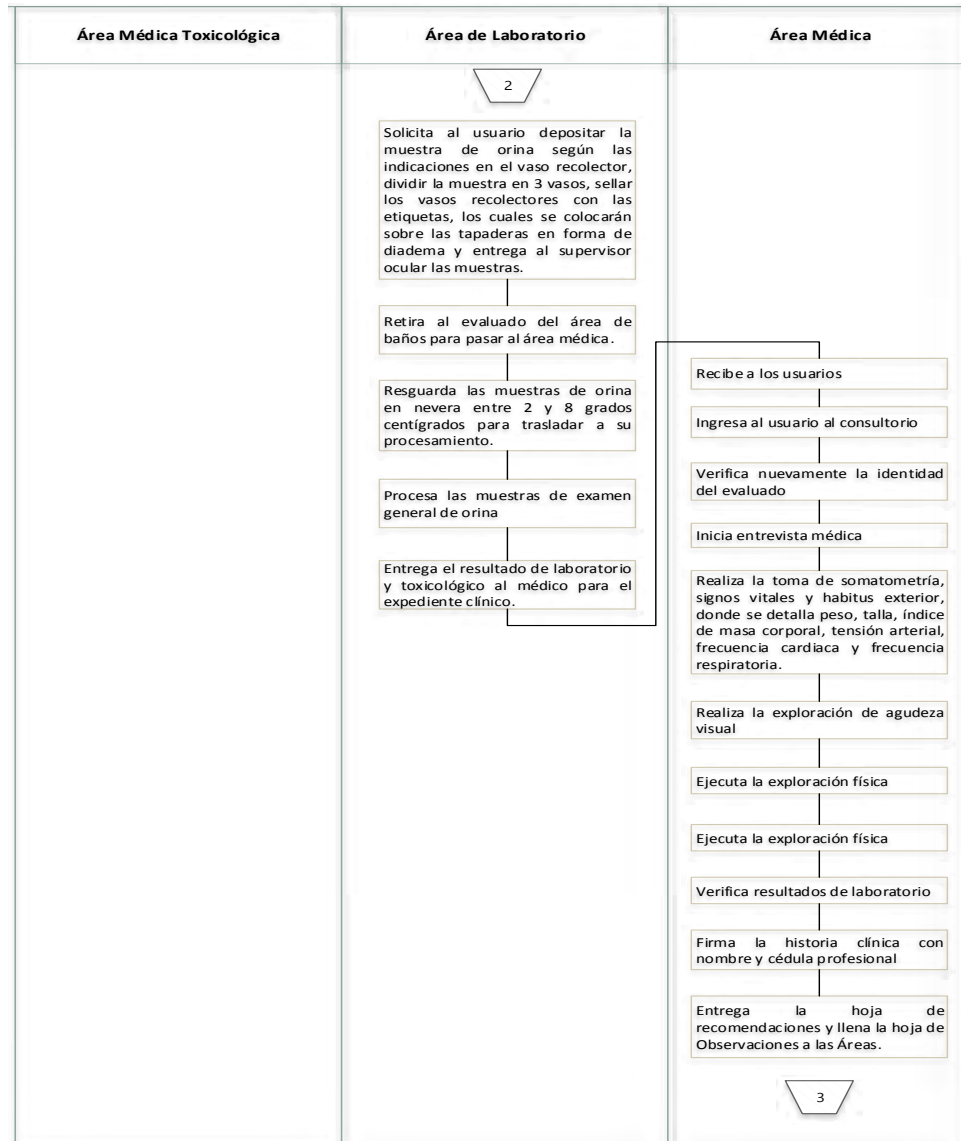 Área Médica Toxicológica
Área de Laboratorio
Área Médica
2
Solicita al usuario depositar la
muestra de orina según las
indicaciones en el vaso recolector,
dividir la muestra en 3 vasos, sellar
los vasos recolectores con las
etiquetas, los cuales se colocarán
sobre las tapaderas en forma de
diadema y entrega al supervisor
ocular las muestras.
Retira al evaluado del área de
baños para pasar al área médica.
Resguarda las muestras de orina
en nevera entre 2 y 8 grados
centígrados para trasladar a su
procesamiento.
Procesa las muestras de examen
general de orina
Entrega el resultado de laboratorio
y toxicológico al médico para el
expediente clínico.
Recibe a los usuarios
Ingresa al usuario al consultorio
Verifica nuevamente la identidad
del evaluado
Inicia entrevista médica
Realiza la toma de somatometría,
signos vitales y habitus exterior,
donde se detalla peso, talla, índice
de masa corporal, tensión arterial,
frecuencia cardiaca y frecuencia
respiratoria.
Realiza la exploración de agudeza
visual
Ejecuta la exploración física
Ejecuta la exploración física
Verifica resultados de laboratorio
Firma la historia clínica con
nombre y cédula profesional
Entrega la hoja de
recomendaciones y llena la hoja de
Observaciones a las Áreas.
3